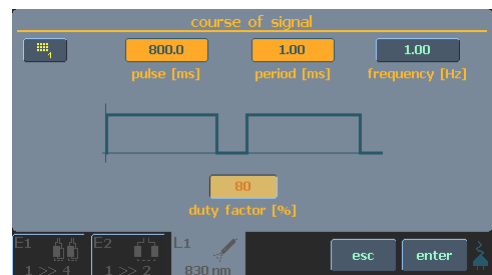 course of signal
1 800.0 1.00 1.00
pulse [ms] period [ms] frequency [Hz]
80
duty factor [%]
E1 E2 L1
1 >> 4 1 >> 2 830 nm
esc enter